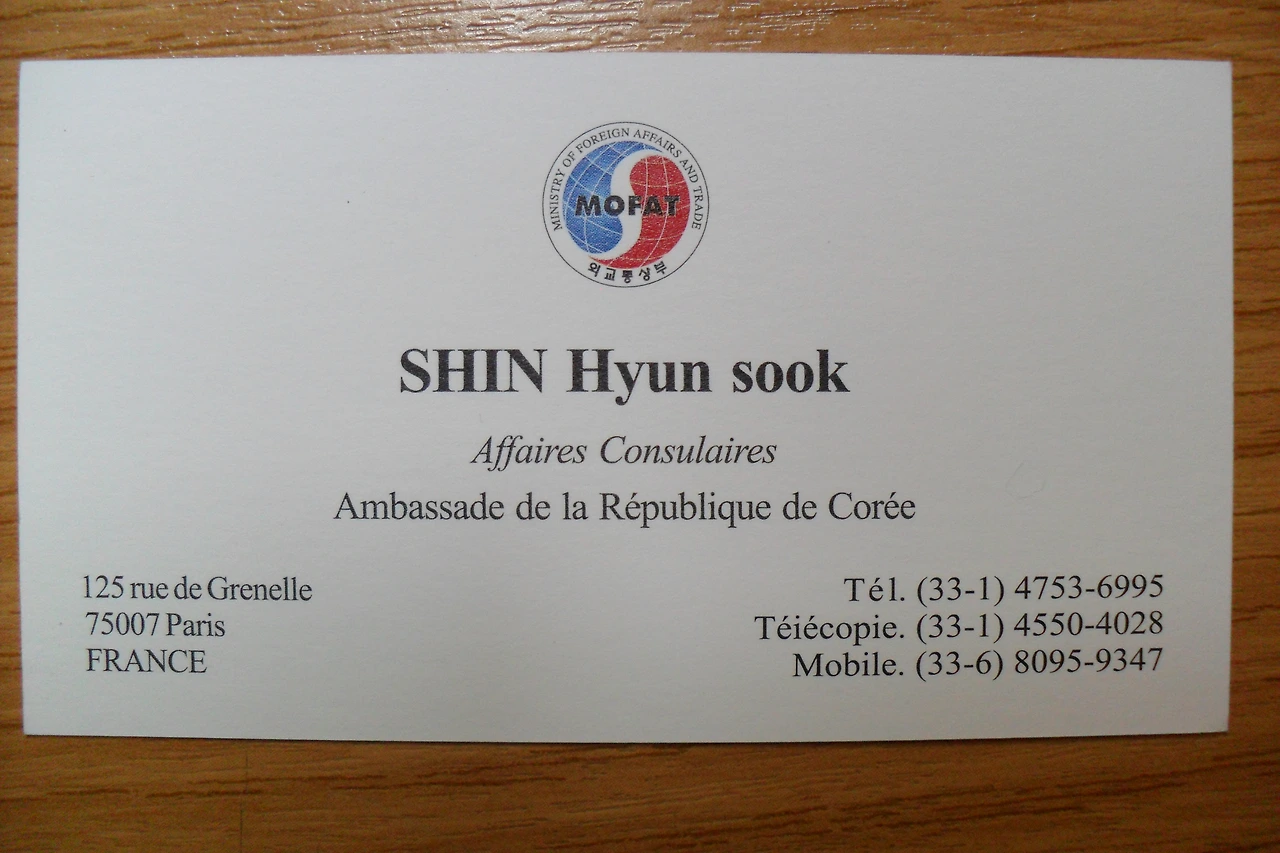 MINISTRY OF FOREIGN AFFAIRS AND TRADE
MOFAT
외교통상부
SHIN Hyun sook
Affaires Consulaires
Ambassade de la République de Corée
125 rue de Grenelle
75007 Paris
FRANCE
Tél. (33-1) 4753-6995
Téiécopie. (33-1) 4550-4028
Mobile. (33-6) 8095-9347